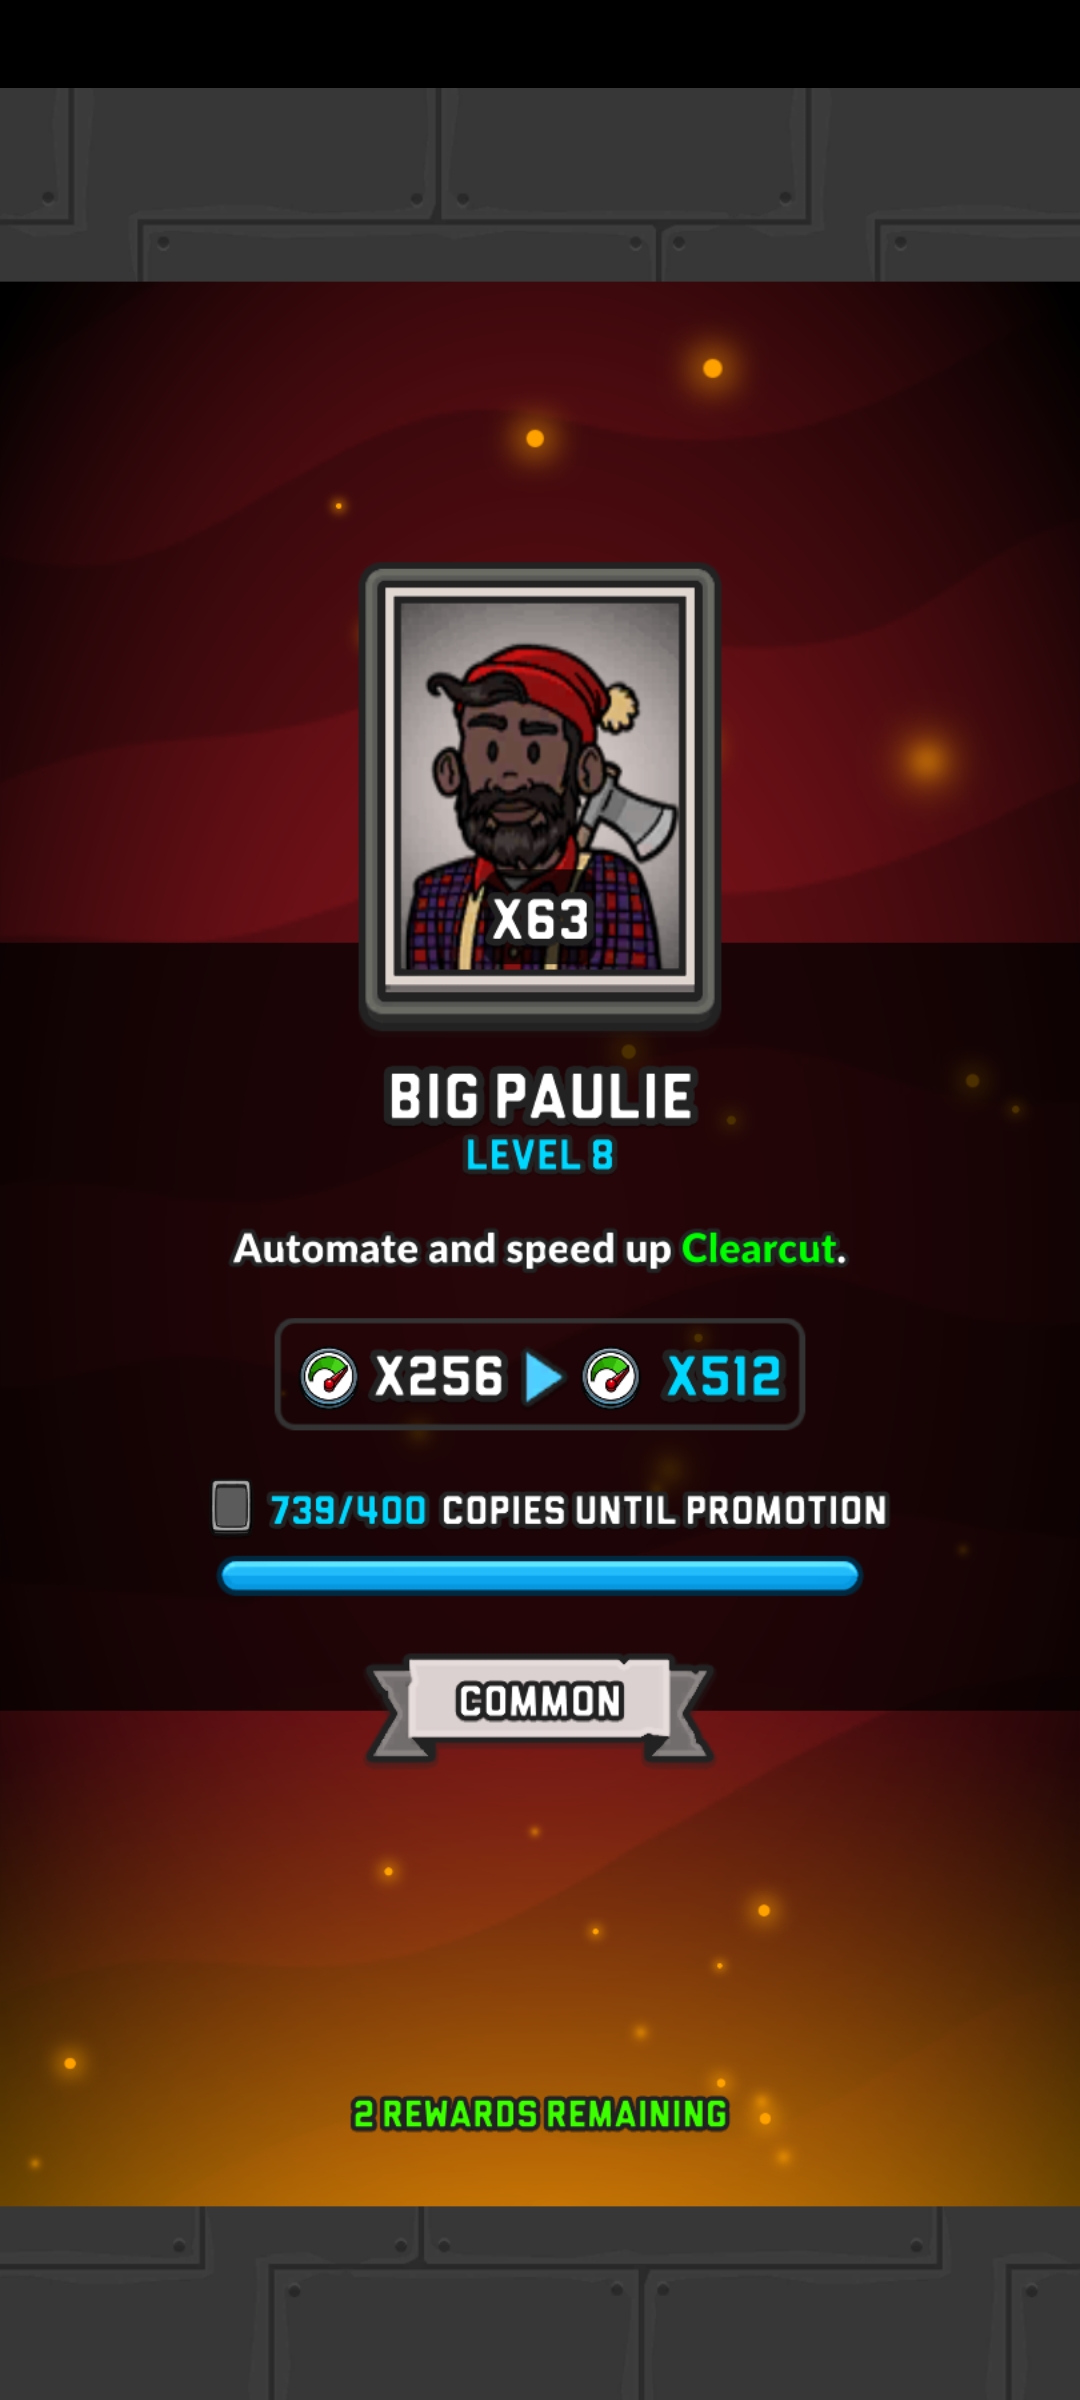 X63
BIG PAULIE
LEVEL 8
Automate and speed up Clearcut.
X256 X512
739/400 COPIES UNTIL PROMOTION
COMMON
2 REWARDS REMAINING